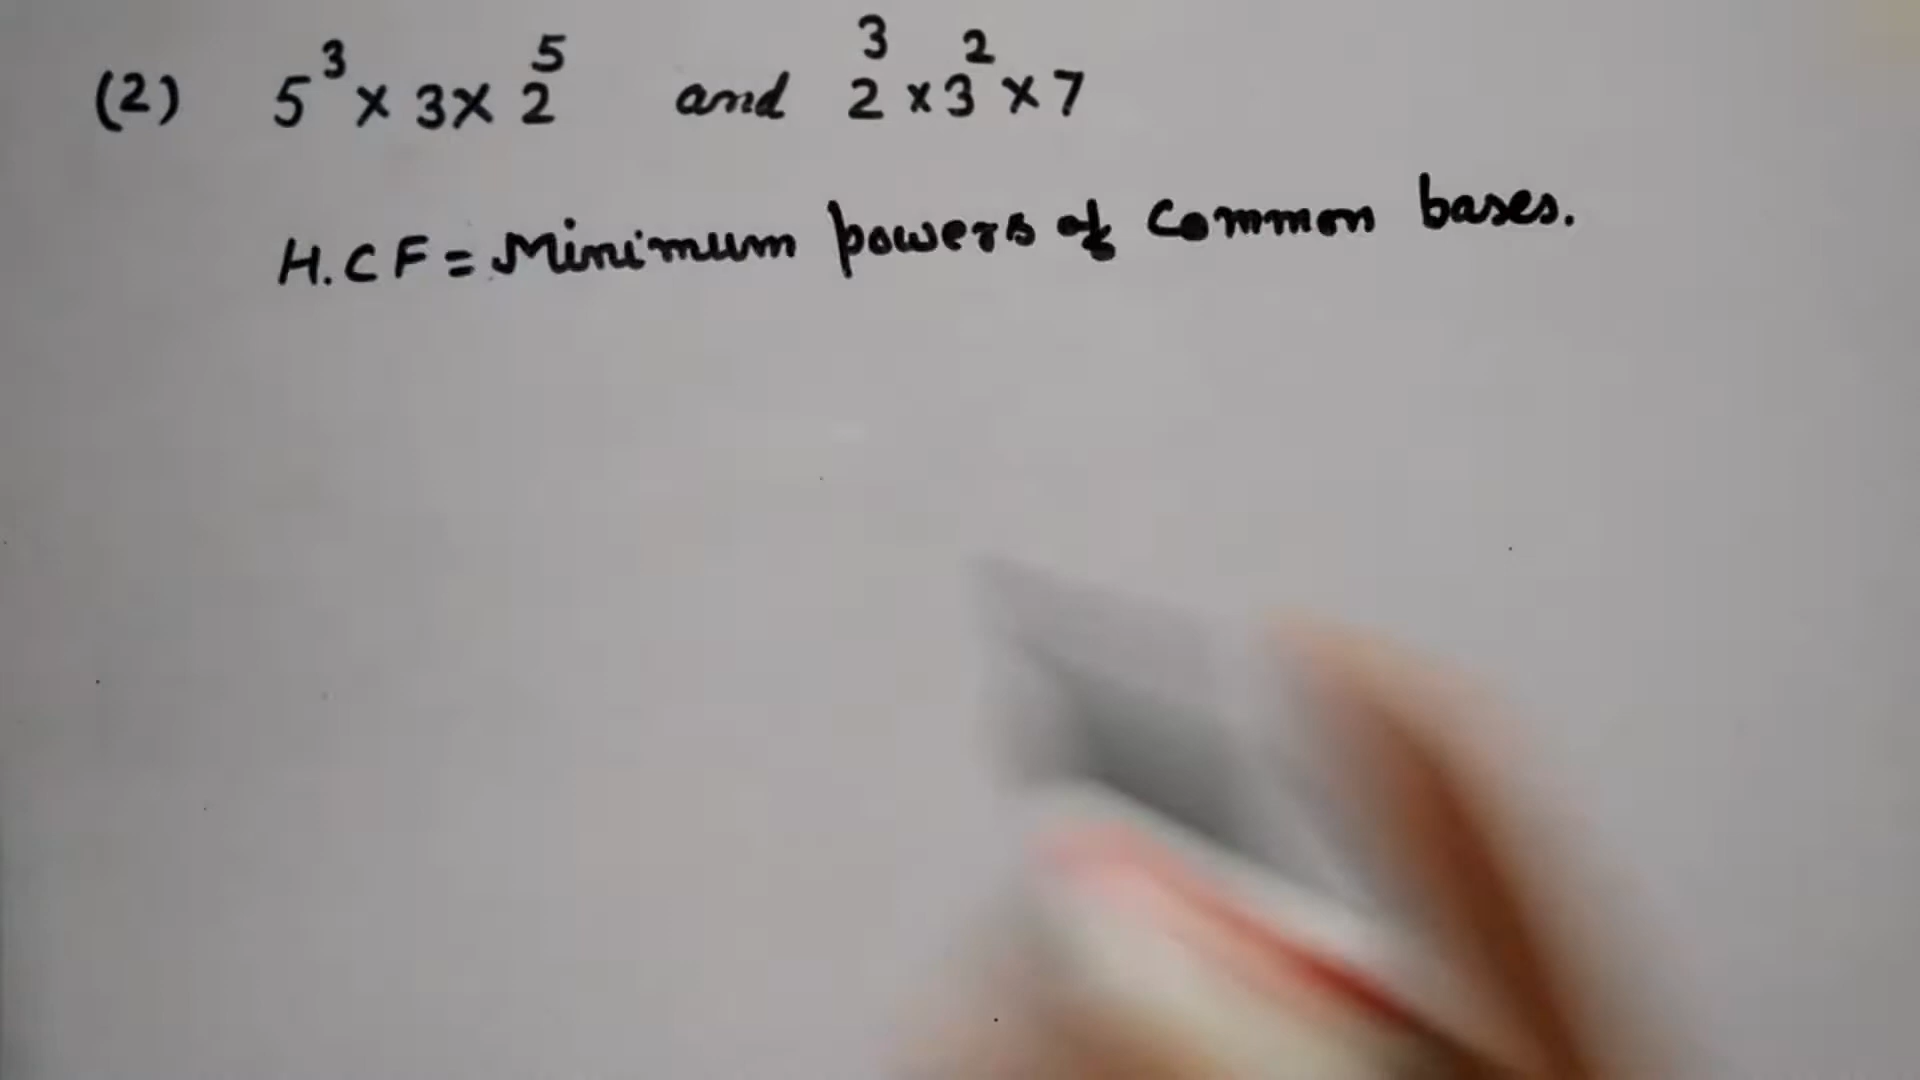 (2) 5³ × 3 × 2⁵ and 2³ × 3² × 7
H.C F = Minimum powers of Common bases.